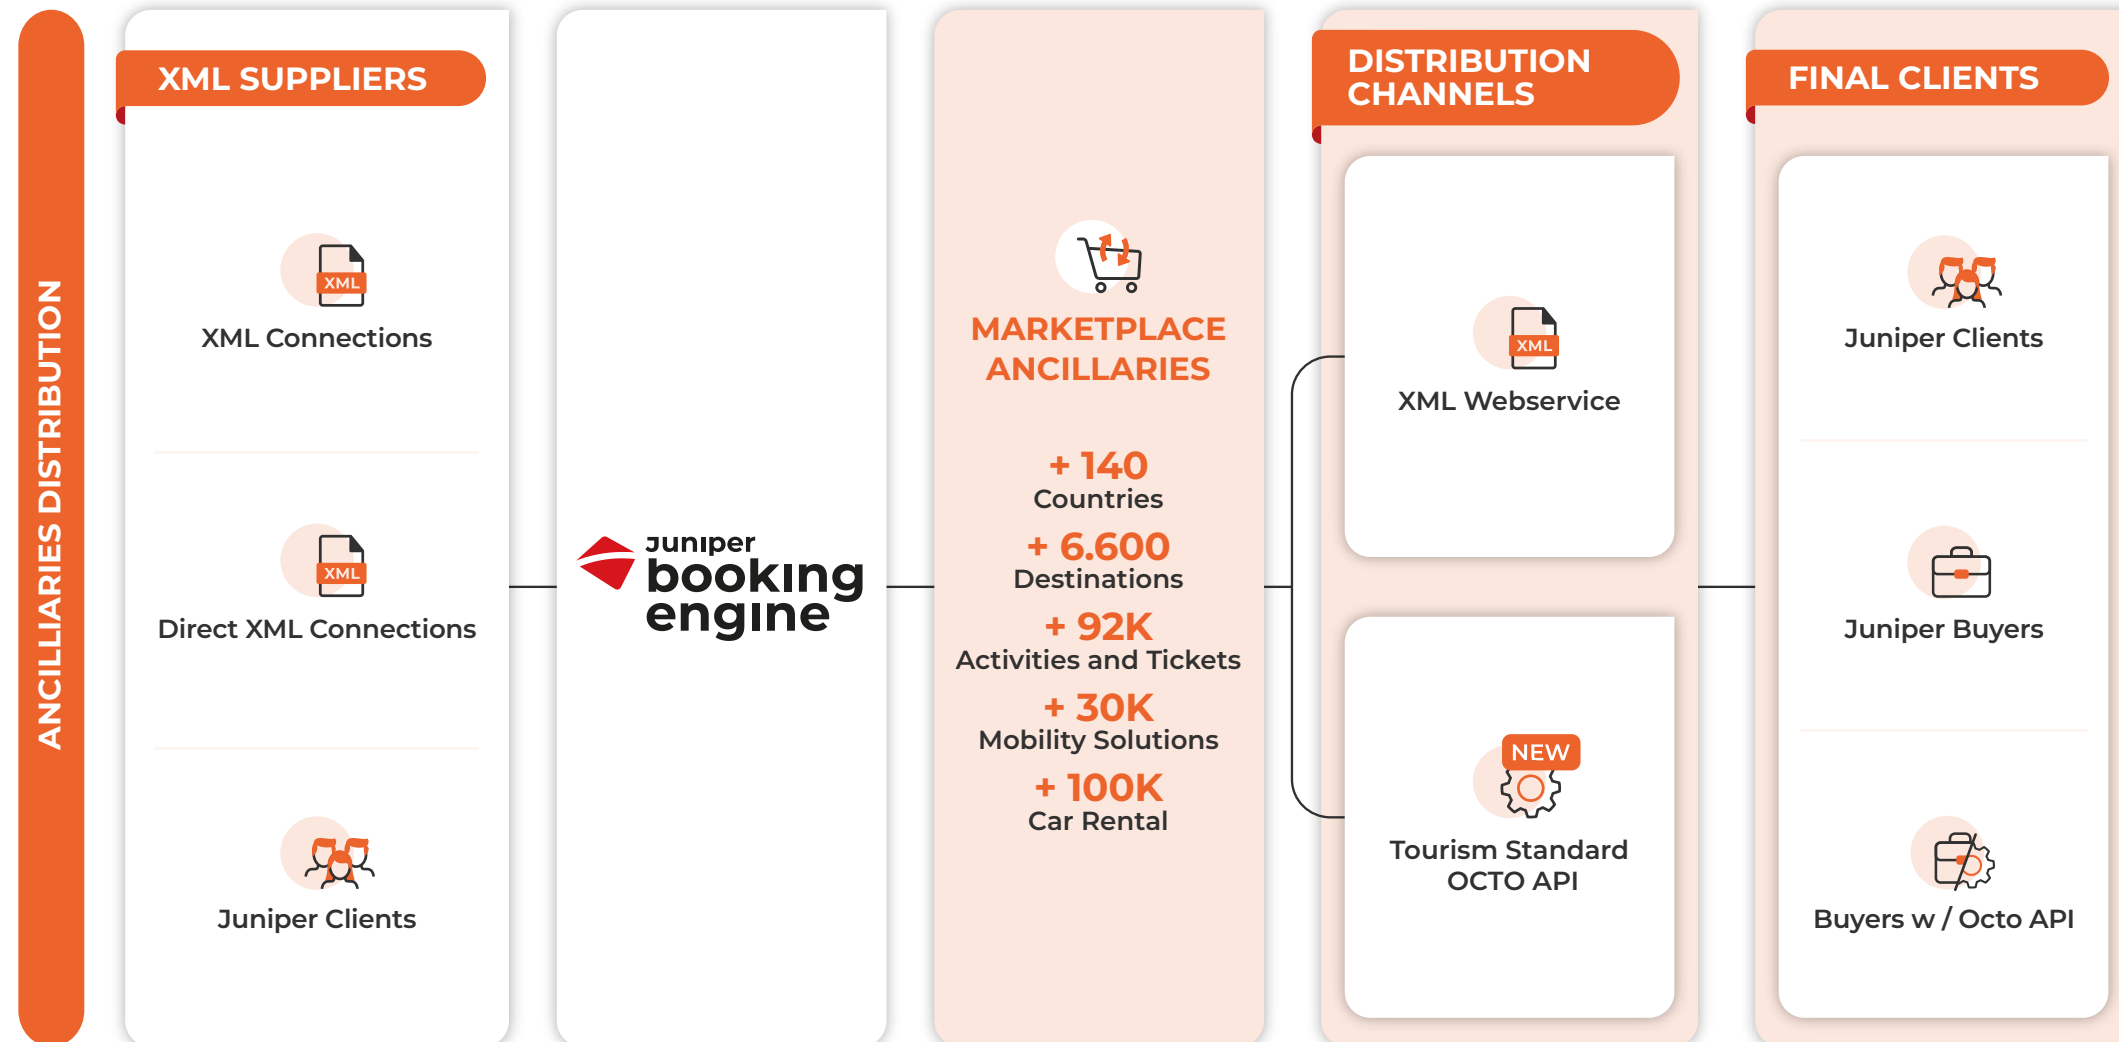 ANCILLIARIES DISTRIBUTION
XML SUPPLIERS
XML
XML Connections
XML
Direct XML Connections
Juniper Clients
Juniper
booking
engine
MARKETPLACE
ANCILLARIES
+ 140
Countries
+ 6.600
Destinations
+ 92K
Activities and Tickets
+ 30K
Mobility Solutions
+ 100K
Car Rental
DISTRIBUTION
CHANNELS
XML
XML Webservice
NEW
Tourism Standard
OCTO API
FINAL CLIENTS
Juniper Clients
Juniper Buyers
Buyers w / Octo API